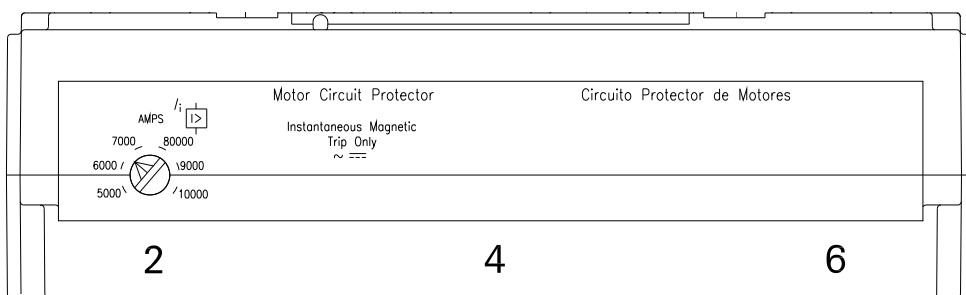 Motor Circuit Protector
Circuito Protector de Motores
Ii I>
AMPS
Instantaneous Magnetic
Trip Only
~ ⎓
7000 80000
6000 9000
5000 10000
2 4 6